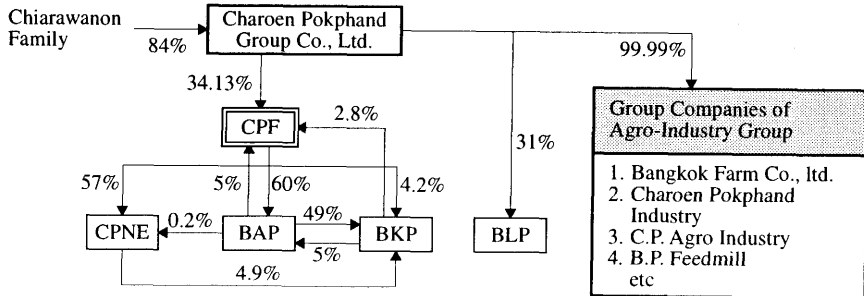 Chiarawanon
Family
84%
Charoen Pokphand
Group Co., Ltd.
99.99%
34.13%
31%
CPF
2.8%
57%
5%
60%
4.2%
CPNE
0.2%
BAP
49%
5%
BKP
4.9%
BLP
Group Companies of
Agro-Industry Group
1. Bangkok Farm Co., ltd.
2. Charoen Pokphand
Industry
3. C.P. Agro Industry
4. B.P. Feedmill
etc